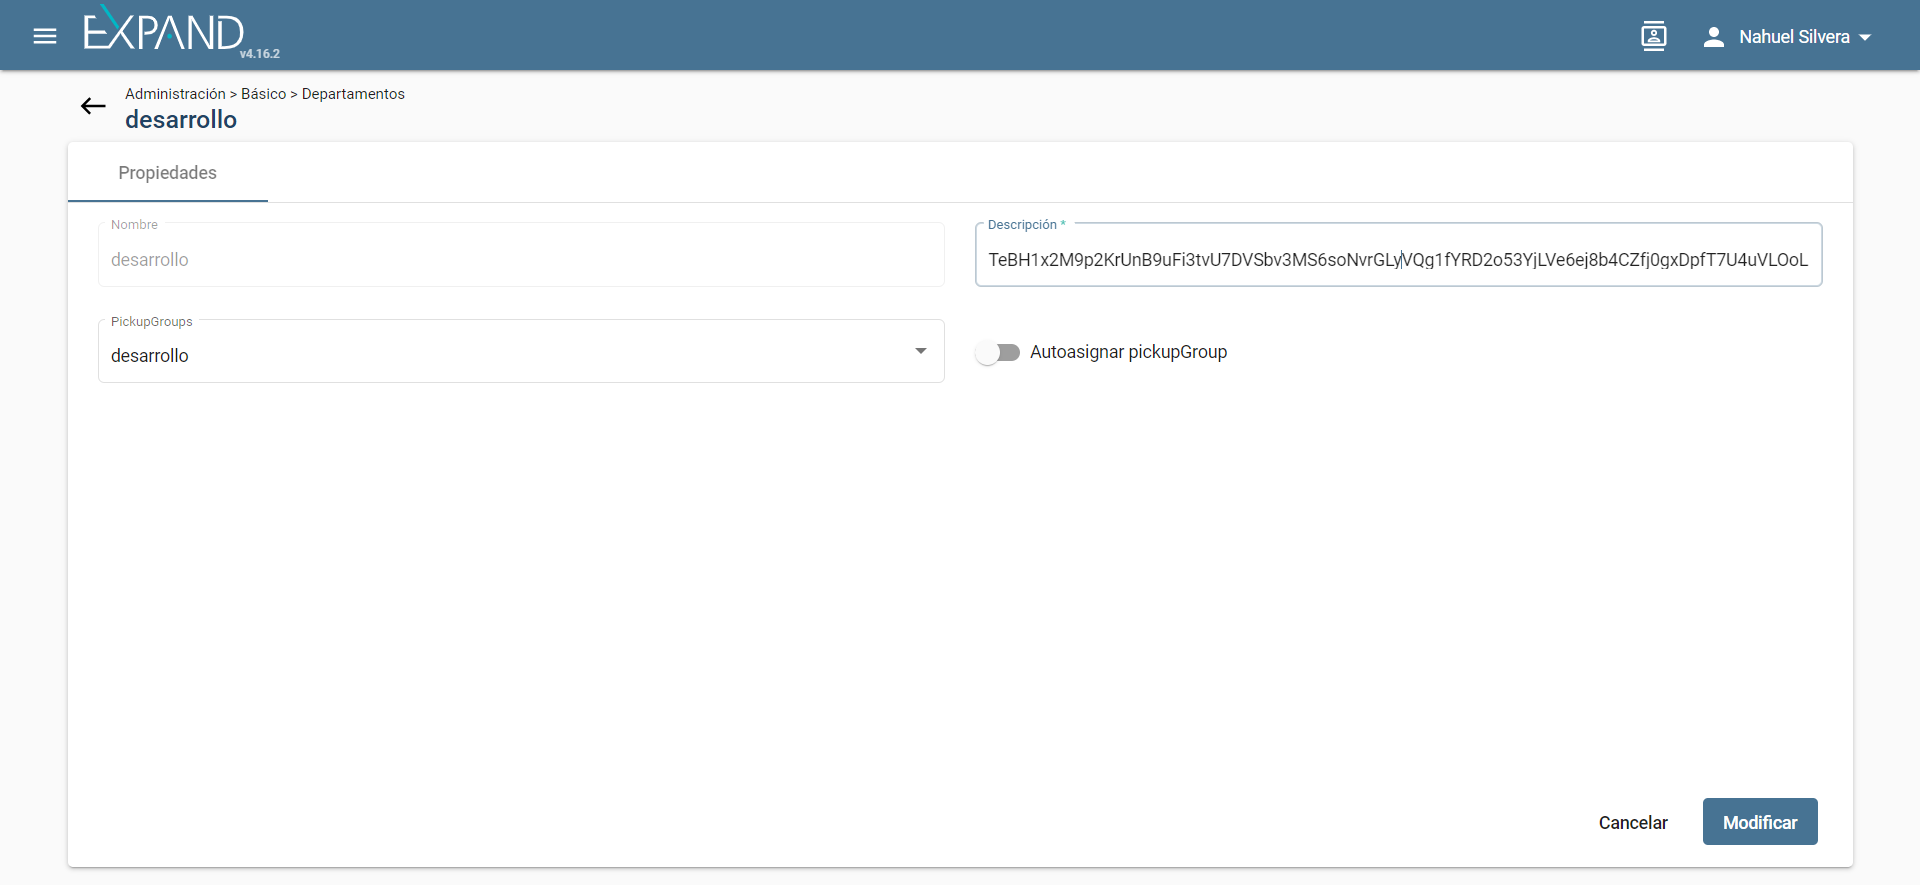 EXPAND
v4.16.2
Nahuel Silvera
Administración > Básico > Departamentos
desarrollo
Propiedades
Nombre
desarrollo
Descripción *
TeBH1x2M9p2KrUnB9uFi3tvU7DVSbv3MS6soNvrGLyVQg1fYRD2o53YjLVe6ej8b4CZfj0gxDpfT7U4uVLOoL
PickupGroups
desarrollo
Autoasignar pickupGroup
Cancelar
Modificar